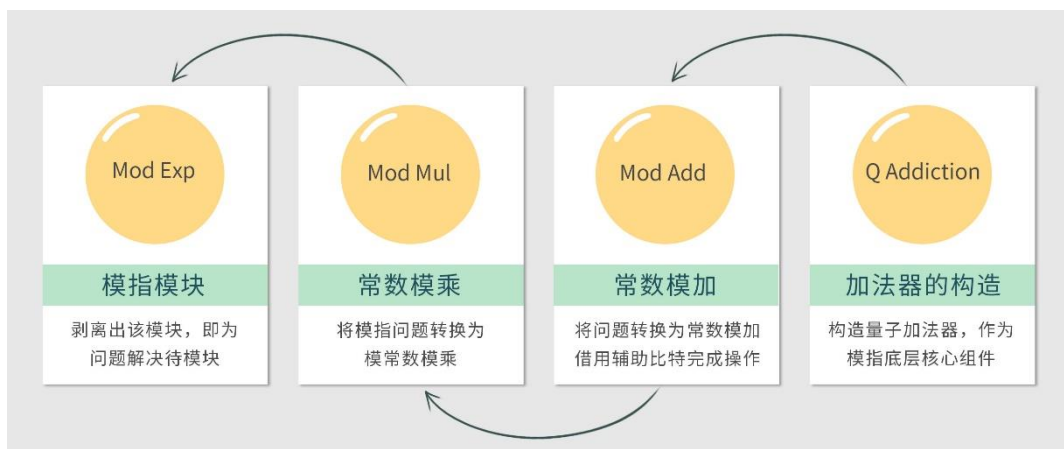 Mod Exp
模指模块
剥离出该模块，即为
问题解决待模块
Mod Mul
常数模乘
将模指问题转换为
模常数模乘
Mod Add
常数模加
将问题转换为常数模加
借用辅助比特完成操作
Q Addiction
加法器的构造
构造量子加法器，作为
模指底层核心组件